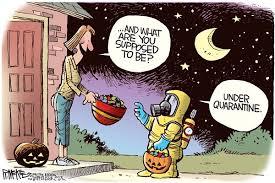 ...AND WHAT
ARE YOU
SUPPOSED
TO BE?
UNDER
QUARANTINE.